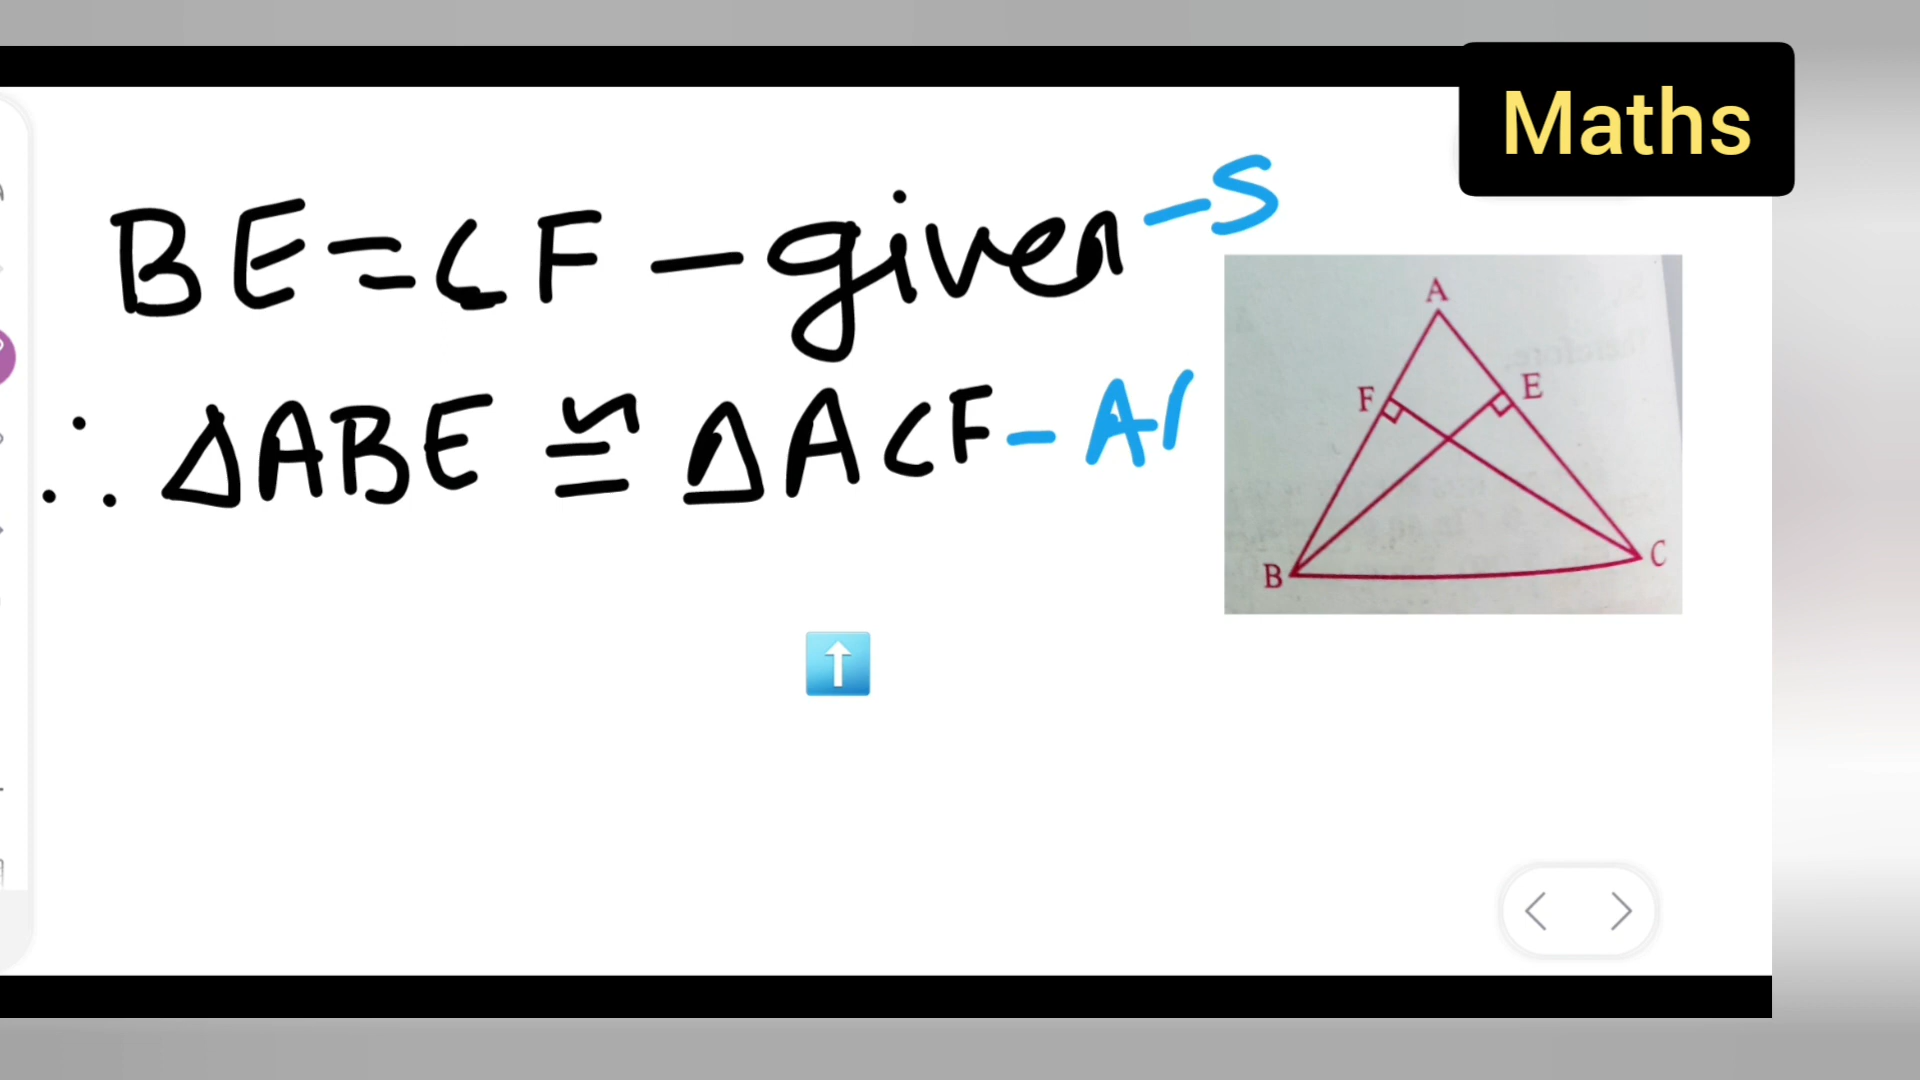 Maths
BE = CF - given - S
∴ ΔABE ≅ ΔACF - A
A
F
E
B
C